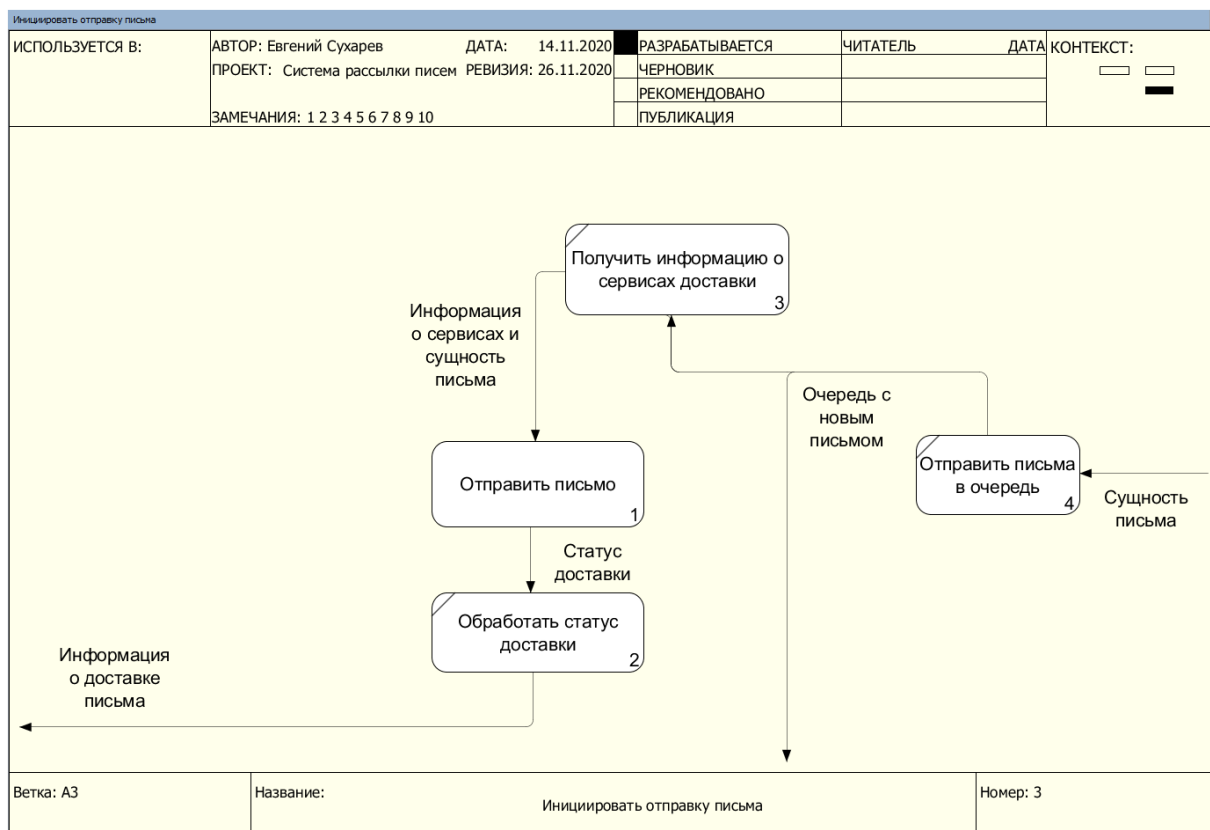 Инициировать отправку письма
ИСПОЛЬЗУЕТСЯ В:
АВТОР: Евгений Сухарев
ДАТА: 14.11.2020
РАЗРАБАТЫВАЕТСЯ
ЧИТАТЕЛЬ
ДАТА
КОНТЕКСТ:
ПРОЕКТ: Система рассылки писем
РЕВИЗИЯ: 26.11.2020
ЧЕРНОВИК
РЕКОМЕНДОВАНО
ЗАМЕЧАНИЯ: 1 2 3 4 5 6 7 8 9 10
ПУБЛИКАЦИЯ
Получить информацию о
сервисах доставки
3
Информация
о сервисах и
сущность
письма
Очередь с
новым
письмом
Отправить письма
в очередь
4
Сущность
письма
Отправить письмо
1
Статус
доставки
Обработать статус
доставки
2
Информация
о доставке
письма
Ветка: A3
Название:
Инициировать отправку письма
Номер: 3